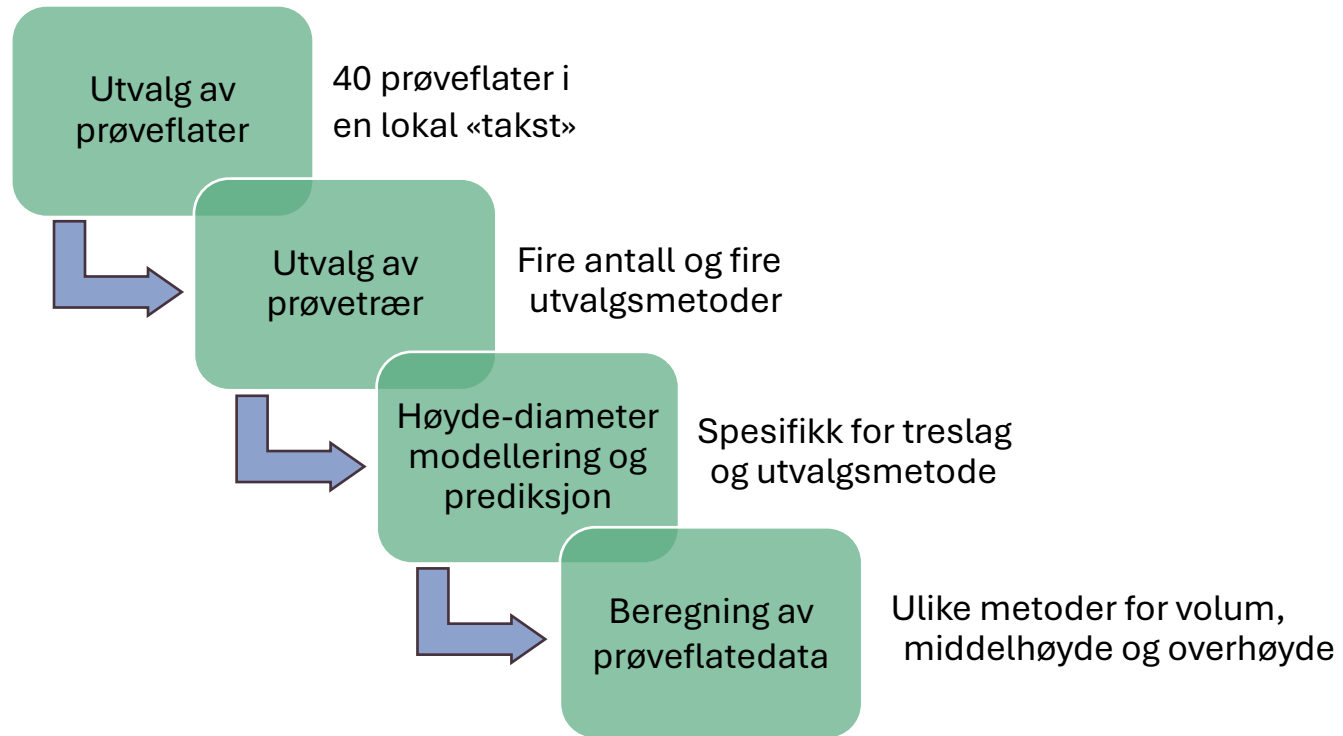 Utvalg av
prøveflater
40 prøveflater i
en lokal «takst»
Utvalg av
prøvetrær
Fire antall og fire
utvalgsmetoder
Høyde-diameter
modellering og
prediksjon
Spesifikk for treslag
og utvalgsmetode
Beregning av
prøveflatedata
Ulike metoder for volum,
middelhøyde og overhøyde